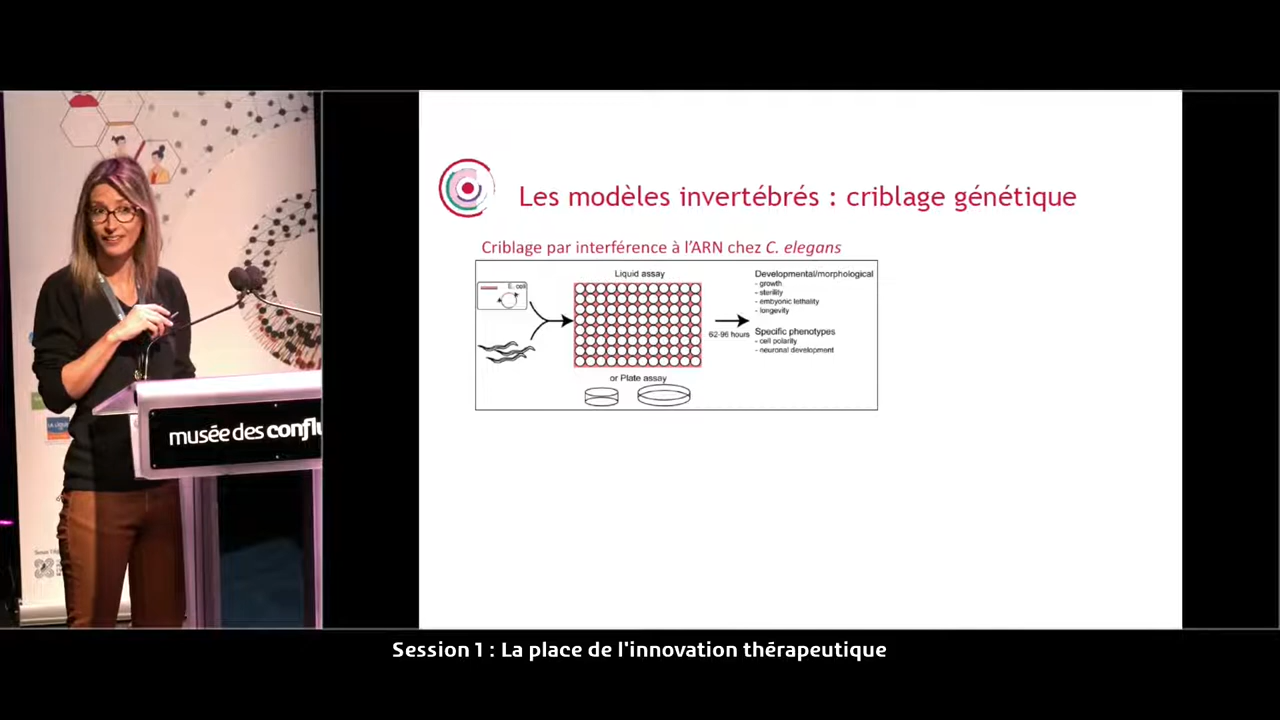 Les modèles invertébrés : criblage génétique
Criblage par interférence à l'ARN chez C. elegans
Liquid assay
E. coli
or Plate assay
62-96 hours
Developmental/morphological
- growth
- sterility
- embyonic lethality
- longevity
Specific phenotypes
- cell polarity
- neuronal development
musée des conflu
Session 1 : La place de l'innovation thérapeutique